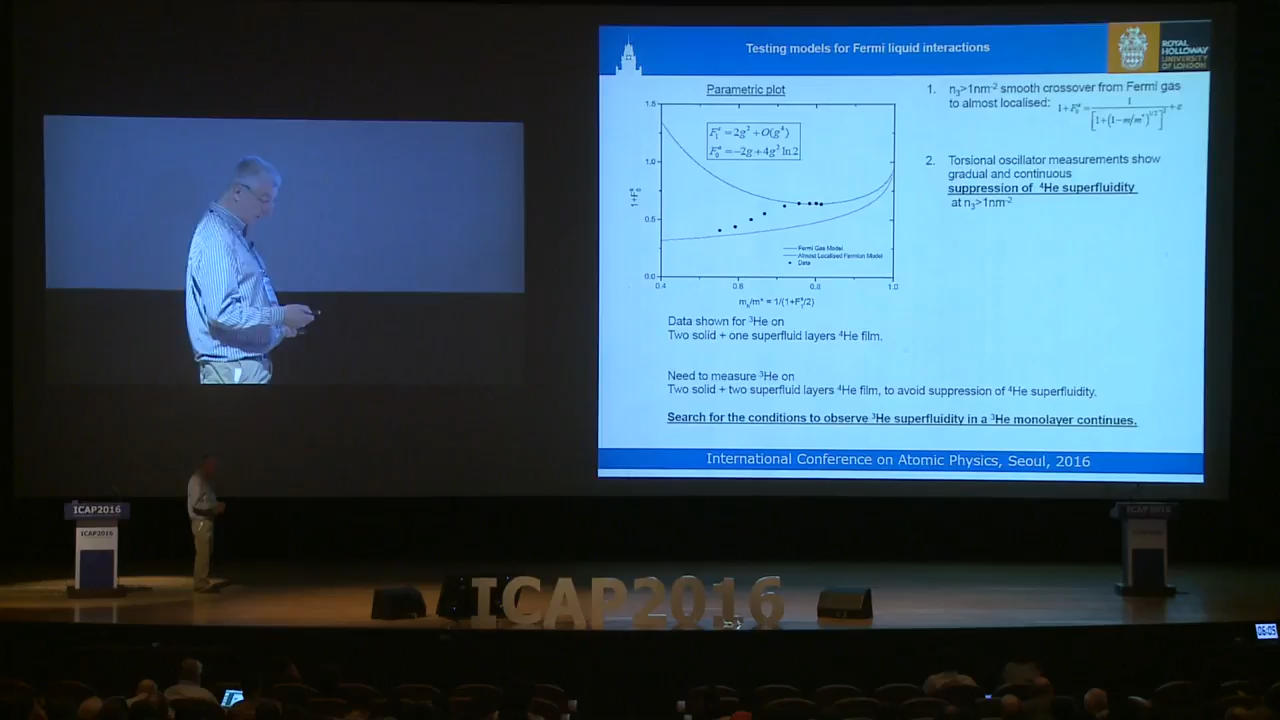 Testing models for Fermi liquid interactions
ROYAL
HOLLOWAY
UNIVERSITY
OF LONDON
Parametric plot
1.5
1.0
0.5
0.0
0.4
0.6
0.8
1.0
F₁ˢ = 2g² + O(g⁴)
F₀ᵃ = −2g + 4g² ln 2
Fermi Gas Model
Almost Localised Fermion Model
Data
m₃/m* = 1/(1+F₁ˢ/2)
1. n₃>1nm⁻² smooth crossover from Fermi gas
to almost localised:
2. Torsional oscillator measurements show
gradual and continuous
suppression of ⁴He superfluidity
at n₃>1nm⁻²
Data shown for ³He on
Two solid + one superfluid layers ⁴He film.
Need to measure ³He on
Two solid + two superfluid layers ⁴He film, to avoid suppression of ⁴He superfluidity.
Search for the conditions to observe ³He superfluidity in a ³He monolayer continues.
International Conference on Atomic Physics, Seoul, 2016
ICAP2016
ICAP2016
ICAP2016
ICAP2016